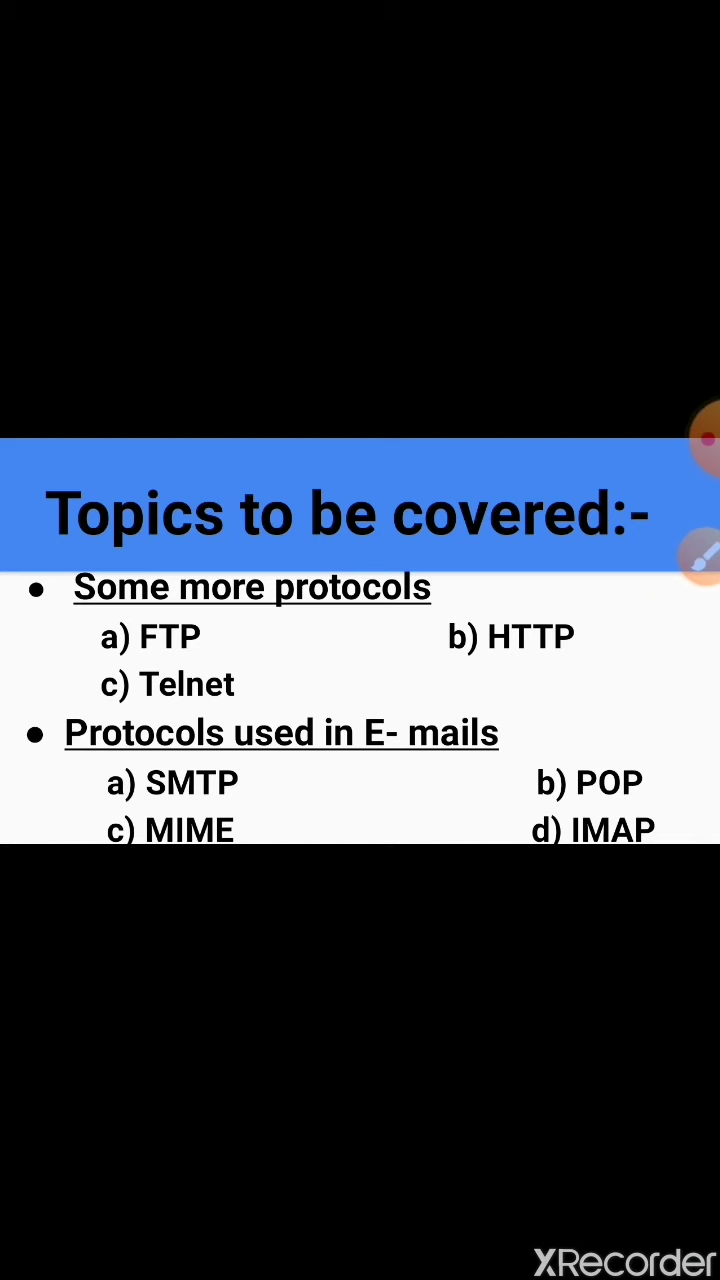 Topics to be covered:-
● Some more protocols
a) FTP b) HTTP
c) Telnet
● Protocols used in E- mails
a) SMTP b) POP
c) MIME d) IMAP
XRecorder